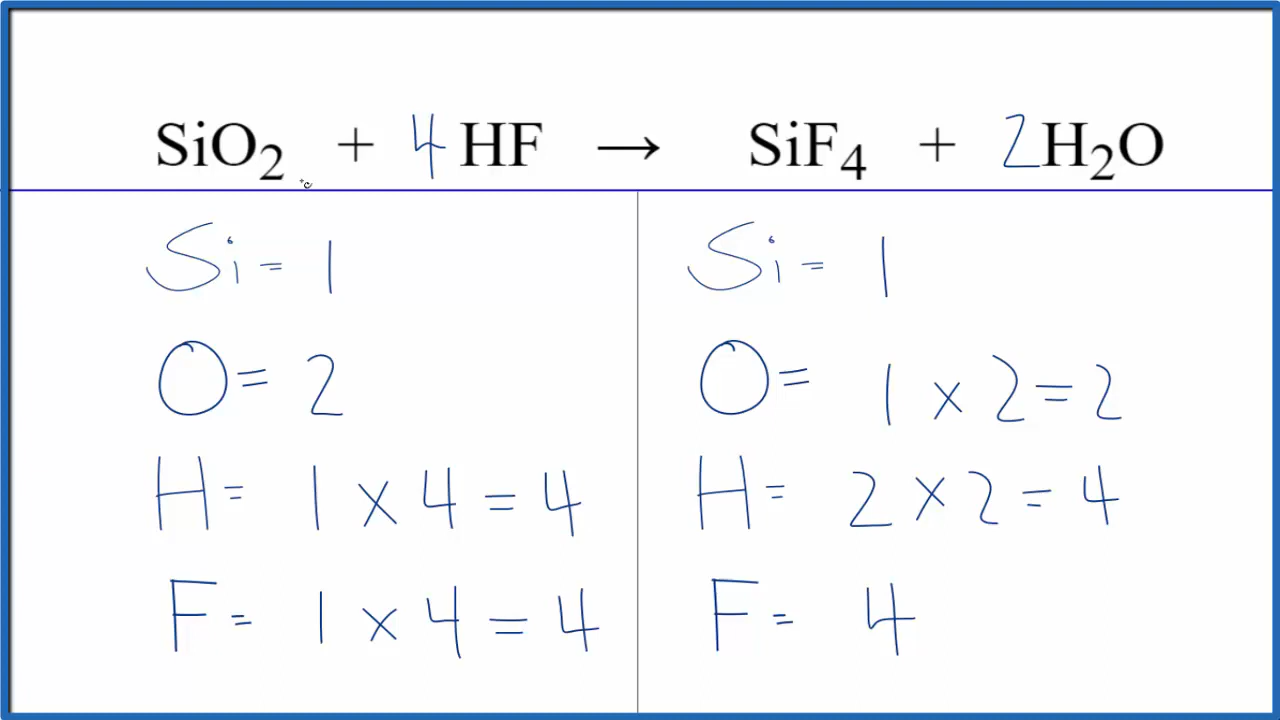 SiO₂ + 4 HF → SiF₄ + 2 H₂O
Si = 1
O = 2
H = 1 x 4 = 4
F = 1 x 4 = 4
Si = 1
O = 1 x 2 = 2
H = 2 x 2 = 4
F = 4